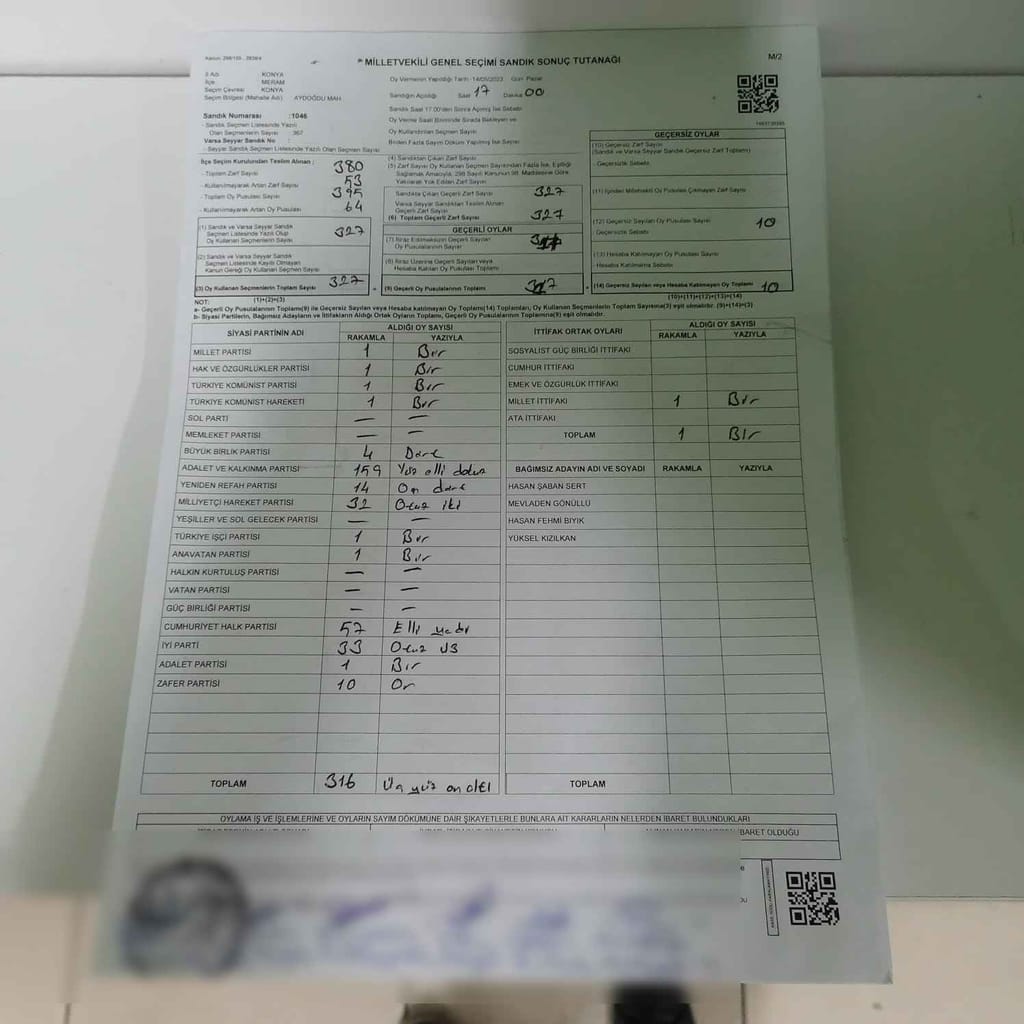 Kanun: 298/105 - 2839/4
MİLLETVEKİLİ GENEL SEÇİMİ SANDIK SONUÇ TUTANAĞI
M/2
İl Adı KONYA
İlçe MERAM
Seçim Çevresi KONYA
Seçim Bölgesi (Mahalle Adı) AYDOĞDU MAH.
Oy Vermenin Yapıldığı Tarih :14/05/2023 Gün: Pazar
Sandığın Açıldığı Saat 17 Dakika 00
Sandık Saat 17.00'den Sonra Açılmış İse Sebebi
Oy Verme Saati Bitiminde Sırada Bekleyen ve
Oy Kullandırılan Seçmen Sayısı
Birden Fazla Sayım Döküm Yapılmış İse Sayısı
Sandık Numarası :1046
- Sandık Seçmen Listesinde Yazılı
Olan Seçmenlerin Sayısı 367
Varsa Seyyar Sandık No :
- Seyyar Sandık Seçmen Listesinde Yazılı Olan Seçmen Sayısı
İlçe Seçim Kurulundan Teslim Alınan :
- Toplam Zarf Sayısı 380
- Kullanılmayarak Artan Zarf Sayısı 53
- Toplam Oy Pusulası Sayısı 395
- Kullanılmayarak Artan Oy Pusulası 64
(1) Sandık ve Varsa Seyyar Sandık
Seçmen Listesinde Yazılı Olup
Oy Kullanan Seçmenlerin Sayısı 327
(2) Sandık ve Varsa Seyyar Sandık
Seçmen Listesinde Kayıtlı Olmayan
Kanun Gereği Oy Kullanan Seçmen Sayısı
(3) Oy Kullanan Seçmenlerin Toplam Sayısı 327
(1)+(2)=(3)
(4) Sandıktan Çıkan Zarf Sayısı
(5) Zarf Sayısı Oy Kullanan Seçmen Sayısından Fazla İse, Eşitliği
Sağlamak Amacıyla, 298 Sayılı Kanunun 98. Maddesine Göre
Yakılarak Yok Edilen Zarf Sayısı
Sandıkta Çıkan Geçerli Zarf Sayısı 327
Varsa Seyyar Sandıktan Teslim Alınan
Geçerli Zarf Sayısı
(6) Toplam Geçerli Zarf Sayısı 327
GEÇERLİ OYLAR
(7) İtiraz Edilmeksizin Geçerli Sayılan
Oy Pusulalarının Sayısı
(8) İtiraz Üzerine Geçerli Sayılan veya
Hesaba Katılan Oy Pusulası Toplamı
(9) Geçerli Oy Pusulalarının Toplamı
GEÇERSİZ OYLAR
(10) Geçersiz Zarf Sayısı
(Sandık ve Varsa Seyyar Sandık Geçersiz Zarf Toplamı)
- Geçersizlik Sebebi
(11) İçinden Milletvekili Oy Pusulası Çıkmayan Zarf Sayısı
(12) Geçersiz Sayılan Oy Pusulası Sayısı 10
- Geçersizlik Sebebi
(13) Hesaba Katılmayan Oy Pusulası Sayısı
- Hesaba Katılmama Sebebi
(14) Geçersiz Sayılan veya Hesaba Katılmayan Oy Toplamı 10
(10)+(11)+(12)+(13)=(14)
NOT:
a- Geçerli Oy Pusulalarının Toplamı(9) ile Geçersiz Sayılan veya Hesaba katılmayan Oy Toplamı(14) Toplamları, Oy Kullanan Seçmenlerin Toplam Sayısına(3) eşit olmalıdır. (9)+(14)=(3)
b- Siyasi Partilerin, Bağımsız Adayların ve İttifakların Aldığı Ortak Oyların Toplamı, Geçerli Oy Pusulalarının Toplamına(9) eşit olmalıdır.
SİYASİ PARTİNİN ADI ALDIĞI OY SAYISI
RAKAMLA YAZIYLA
MİLLET PARTİSİ 1 Bir
HAK VE ÖZGÜRLÜKLER PARTİSİ 1 Bir
TÜRKİYE KOMÜNİST PARTİSİ 1 Bir
TÜRKİYE KOMÜNİST HAREKETİ 1 Bir
SOL PARTİ — —
MEMLEKET PARTİSİ — —
BÜYÜK BİRLİK PARTİSİ 4 Dört
ADALET VE KALKINMA PARTİSİ 159 Yüz elli dokuz
YENİDEN REFAH PARTİSİ 14 On dört
MİLLİYETÇİ HAREKET PARTİSİ 32 Otuz iki
YEŞİLLER VE SOL GELECEK PARTİSİ — —
TÜRKİYE İŞÇİ PARTİSİ 1 Bir
ANAVATAN PARTİSİ 1 Bir
HALKIN KURTULUŞ PARTİSİ — —
VATAN PARTİSİ — —
GÜÇ BİRLİĞİ PARTİSİ — —
CUMHURİYET HALK PARTİSİ 57 Elli yedi
İYİ PARTİ 33 Otuz üç
ADALET PARTİSİ 1 Bir
ZAFER PARTİSİ 10 On
TOPLAM 316 Üç yüz on altı
İTTİFAK ORTAK OYLARI ALDIĞI OY SAYISI
RAKAMLA YAZIYLA
SOSYALİST GÜÇ BİRLİĞİ İTTİFAKI
CUMHUR İTTİFAKI
EMEK VE ÖZGÜRLÜK İTTİFAKI
MİLLET İTTİFAKI 1 Bir
ATA İTTİFAKI
TOPLAM 1 Bir
BAĞIMSIZ ADAYIN ADI VE SOYADI RAKAMLA YAZIYLA
HASAN ŞABAN SERT
MEVLADEN GÖNÜLLÜ
HASAN FEHMİ BIYIK
YÜKSEL KIZILKAN
TOPLAM
OYLAMA İŞ VE İŞLEMLERİNE VE OYLARIN SAYIM DÖKÜMÜNE DAİR ŞİKAYETLERLE BUNLARA AİT KARARLARIN NELERDEN İBARET BULUNDUKLARI
İBARET OLDUĞU